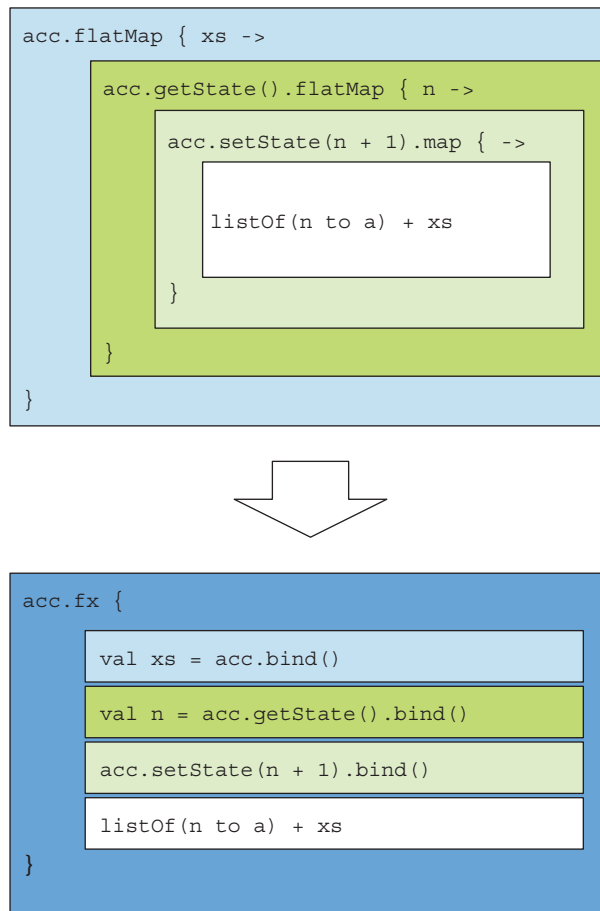 acc.flatMap { xs ->
acc.getState().flatMap { n ->
acc.setState(n + 1).map { ->
listOf(n to a) + xs
}
}
}
acc.fx {
val xs = acc.bind()
val n = acc.getState().bind()
acc.setState(n + 1).bind()
listOf(n to a) + xs
}